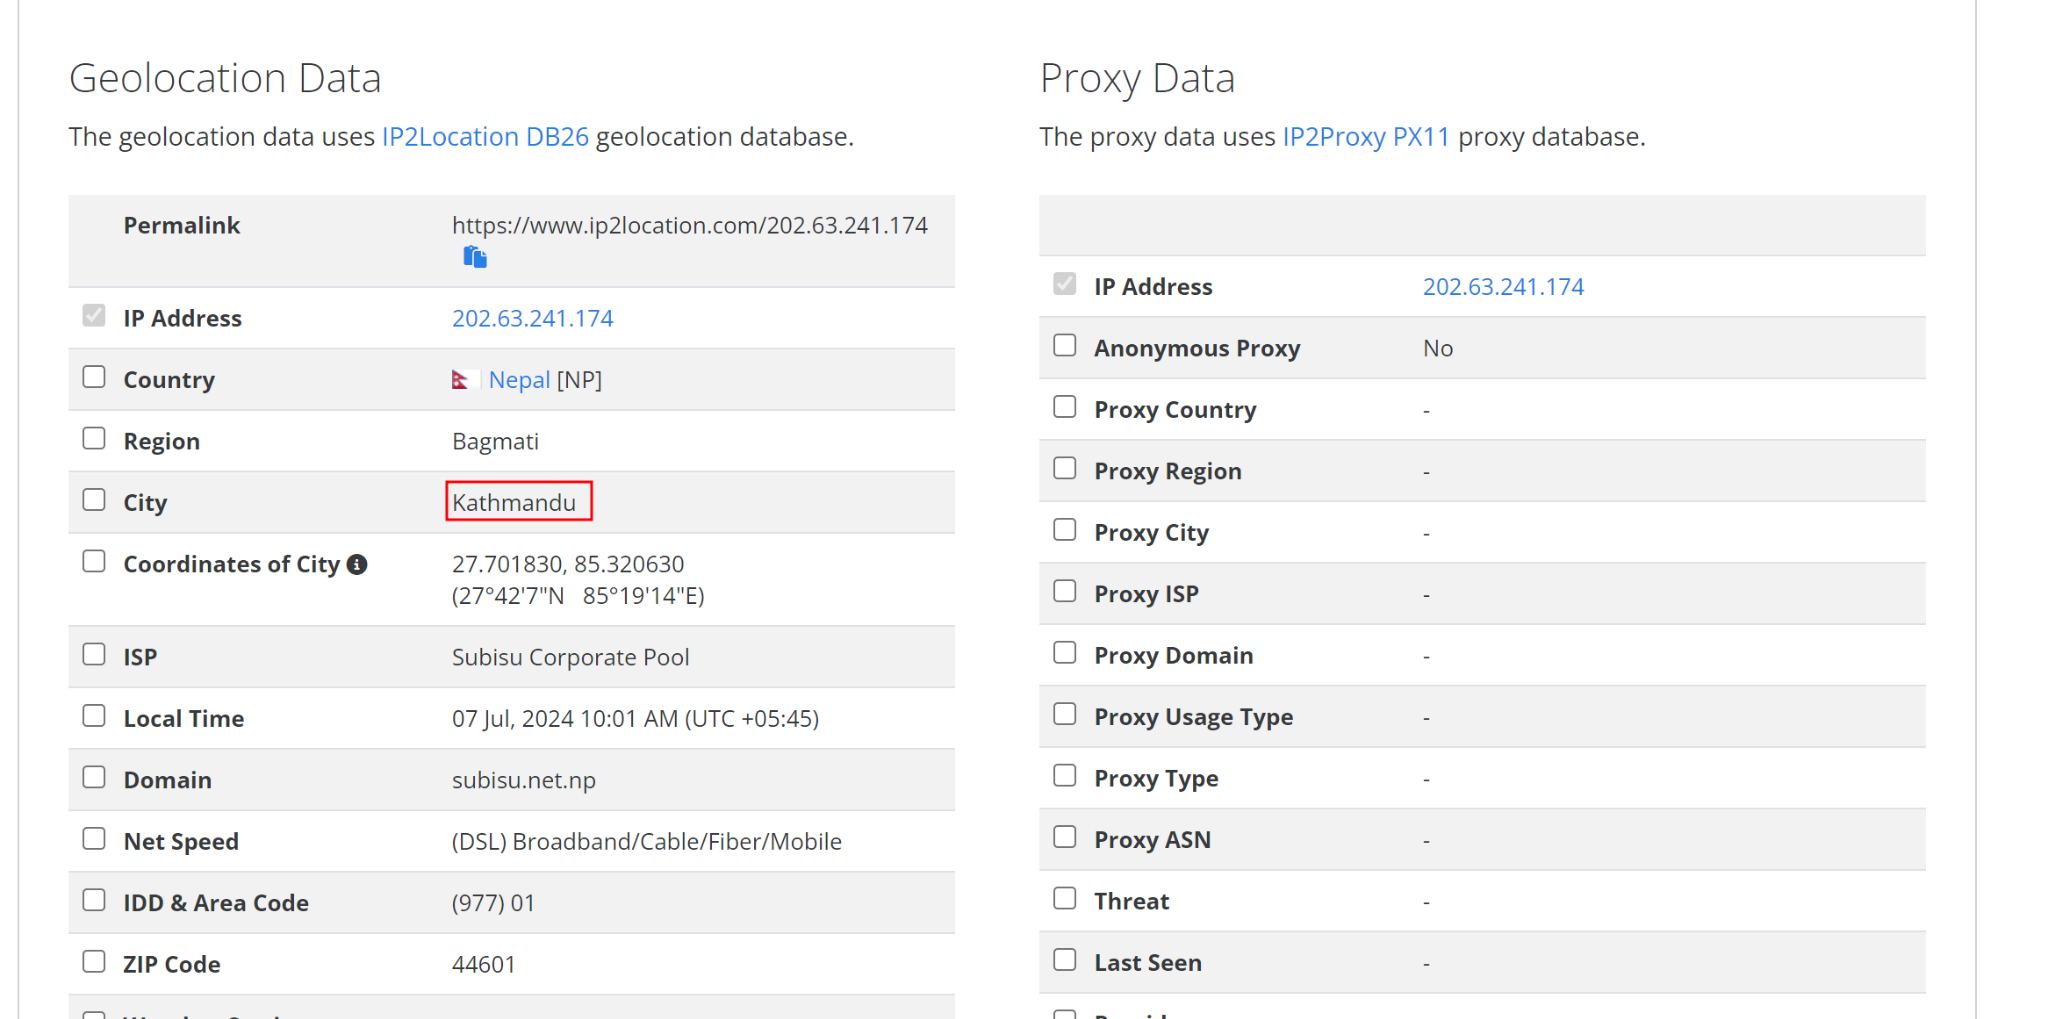 Geolocation Data
The geolocation data uses IP2Location DB26 geolocation database.
Permalink https://www.ip2location.com/202.63.241.174
IP Address 202.63.241.174
Country Nepal [NP]
Region Bagmati
City Kathmandu
Coordinates of City 27.701830, 85.320630
(27°42'7"N 85°19'14"E)
ISP Subisu Corporate Pool
Local Time 07 Jul, 2024 10:01 AM (UTC +05:45)
Domain subisu.net.np
Net Speed (DSL) Broadband/Cable/Fiber/Mobile
IDD & Area Code (977) 01
ZIP Code 44601
Proxy Data
The proxy data uses IP2Proxy PX11 proxy database.
IP Address 202.63.241.174
Anonymous Proxy No
Proxy Country -
Proxy Region -
Proxy City -
Proxy ISP -
Proxy Domain -
Proxy Usage Type -
Proxy Type -
Proxy ASN -
Threat -
Last Seen -